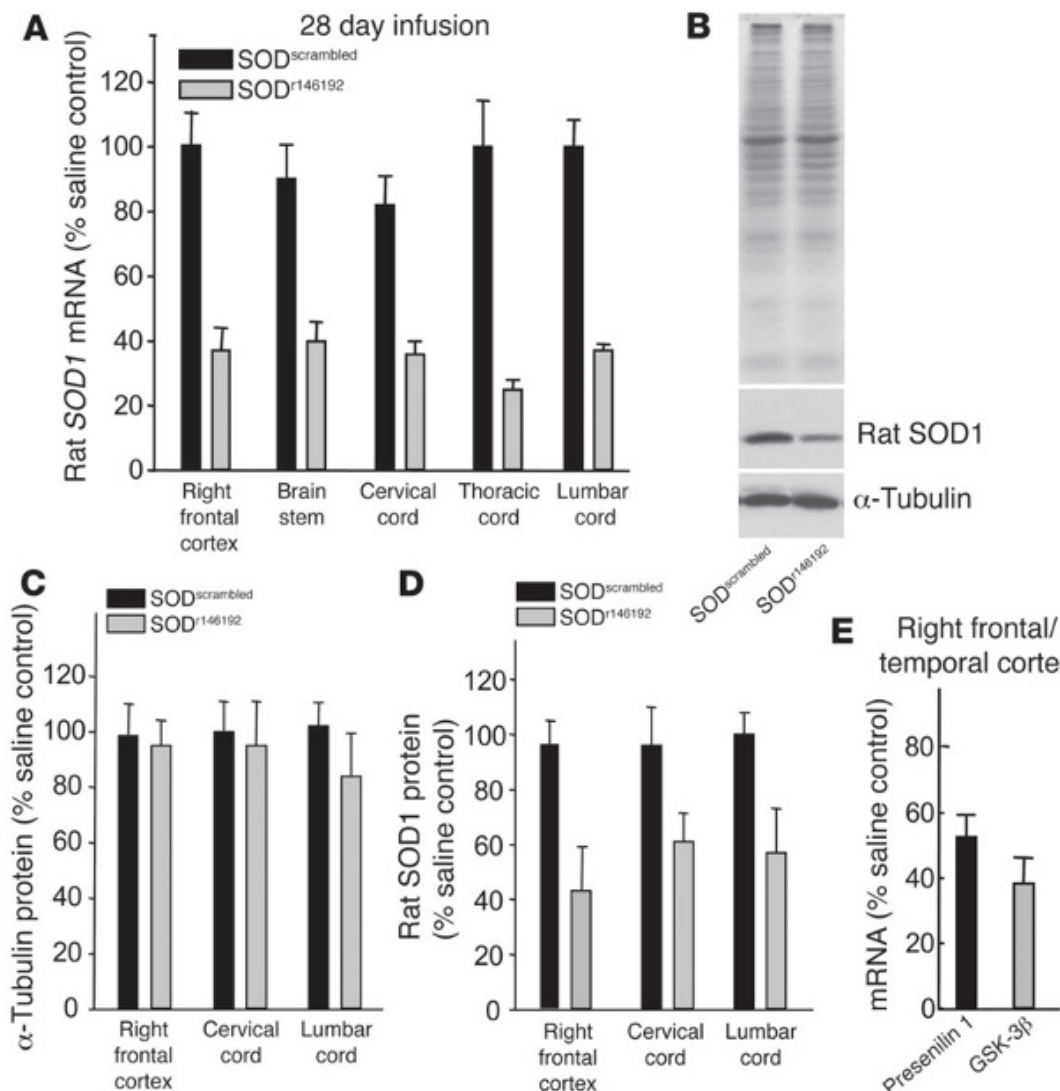 A
28 day infusion
SOD^scrambled
SOD^r146192
Rat SOD1 mRNA (% saline control)
120
100
80
60
40
20
0
Right frontal cortex
Brain stem
Cervical cord
Thoracic cord
Lumbar cord
B
Rat SOD1
α-Tubulin
SOD^scrambled
SOD^r146192
C
SOD^scrambled
SOD^r146192
α-Tubulin protein (% saline control)
120
100
80
60
40
20
0
Right frontal cortex
Cervical cord
Lumbar cord
D
SOD^scrambled
SOD^r146192
Rat SOD1 protein
(% saline control)
120
100
80
60
40
20
0
Right frontal cortex
Cervical cord
Lumbar cord
E
Right frontal/
temporal corte
mRNA (% saline control)
80
60
40
20
0
Presenilin 1
GSK-3β